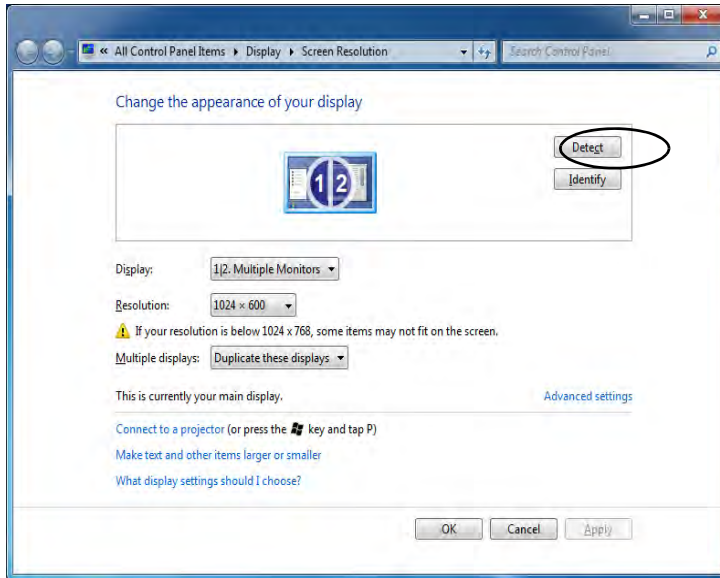 « All Control Panel Items ▸ Display ▸ Screen Resolution Search Control Panel
Change the appearance of your display
Detect
1|2
Identify
Display: 1|2. Multiple Monitors
Resolution: 1024 × 600
If your resolution is below 1024 x 768, some items may not fit on the screen.
Multiple displays: Duplicate these displays
This is currently your main display. Advanced settings
Connect to a projector (or press the key and tap P)
Make text and other items larger or smaller
What display settings should I choose?
OK Cancel Apply